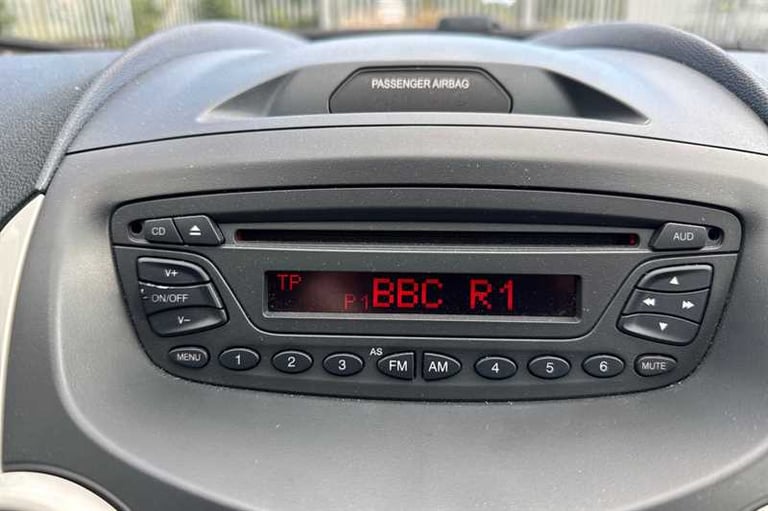 PASSENGER AIRBAG
CD
AUD
V+
ON/OFF
V–
TP
P1 BBC R1
MENU 1 2 3 AS FM AM 4 5 6 MUTE